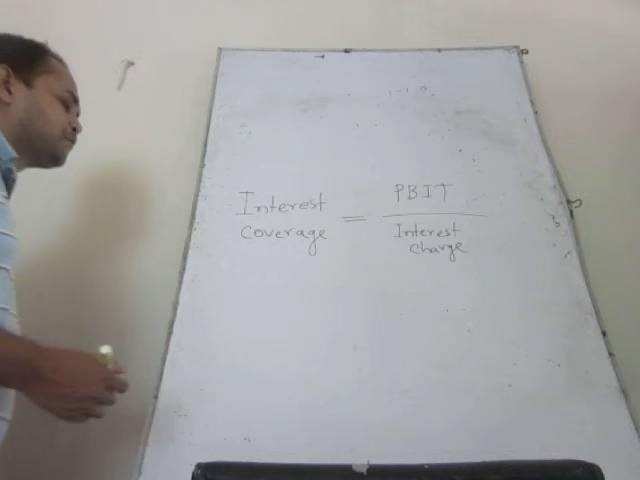 Interest
coverage
=
PBIT
Interest
charge